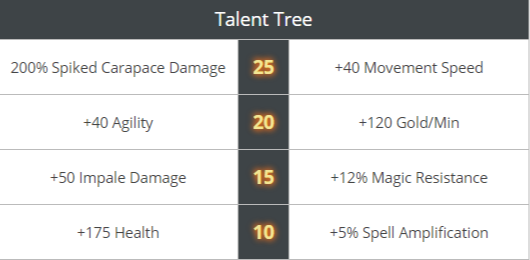 Talent Tree
200% Spiked Carapace Damage 25 +40 Movement Speed
+40 Agility 20 +120 Gold/Min
+50 Impale Damage 15 +12% Magic Resistance
+175 Health 10 +5% Spell Amplification